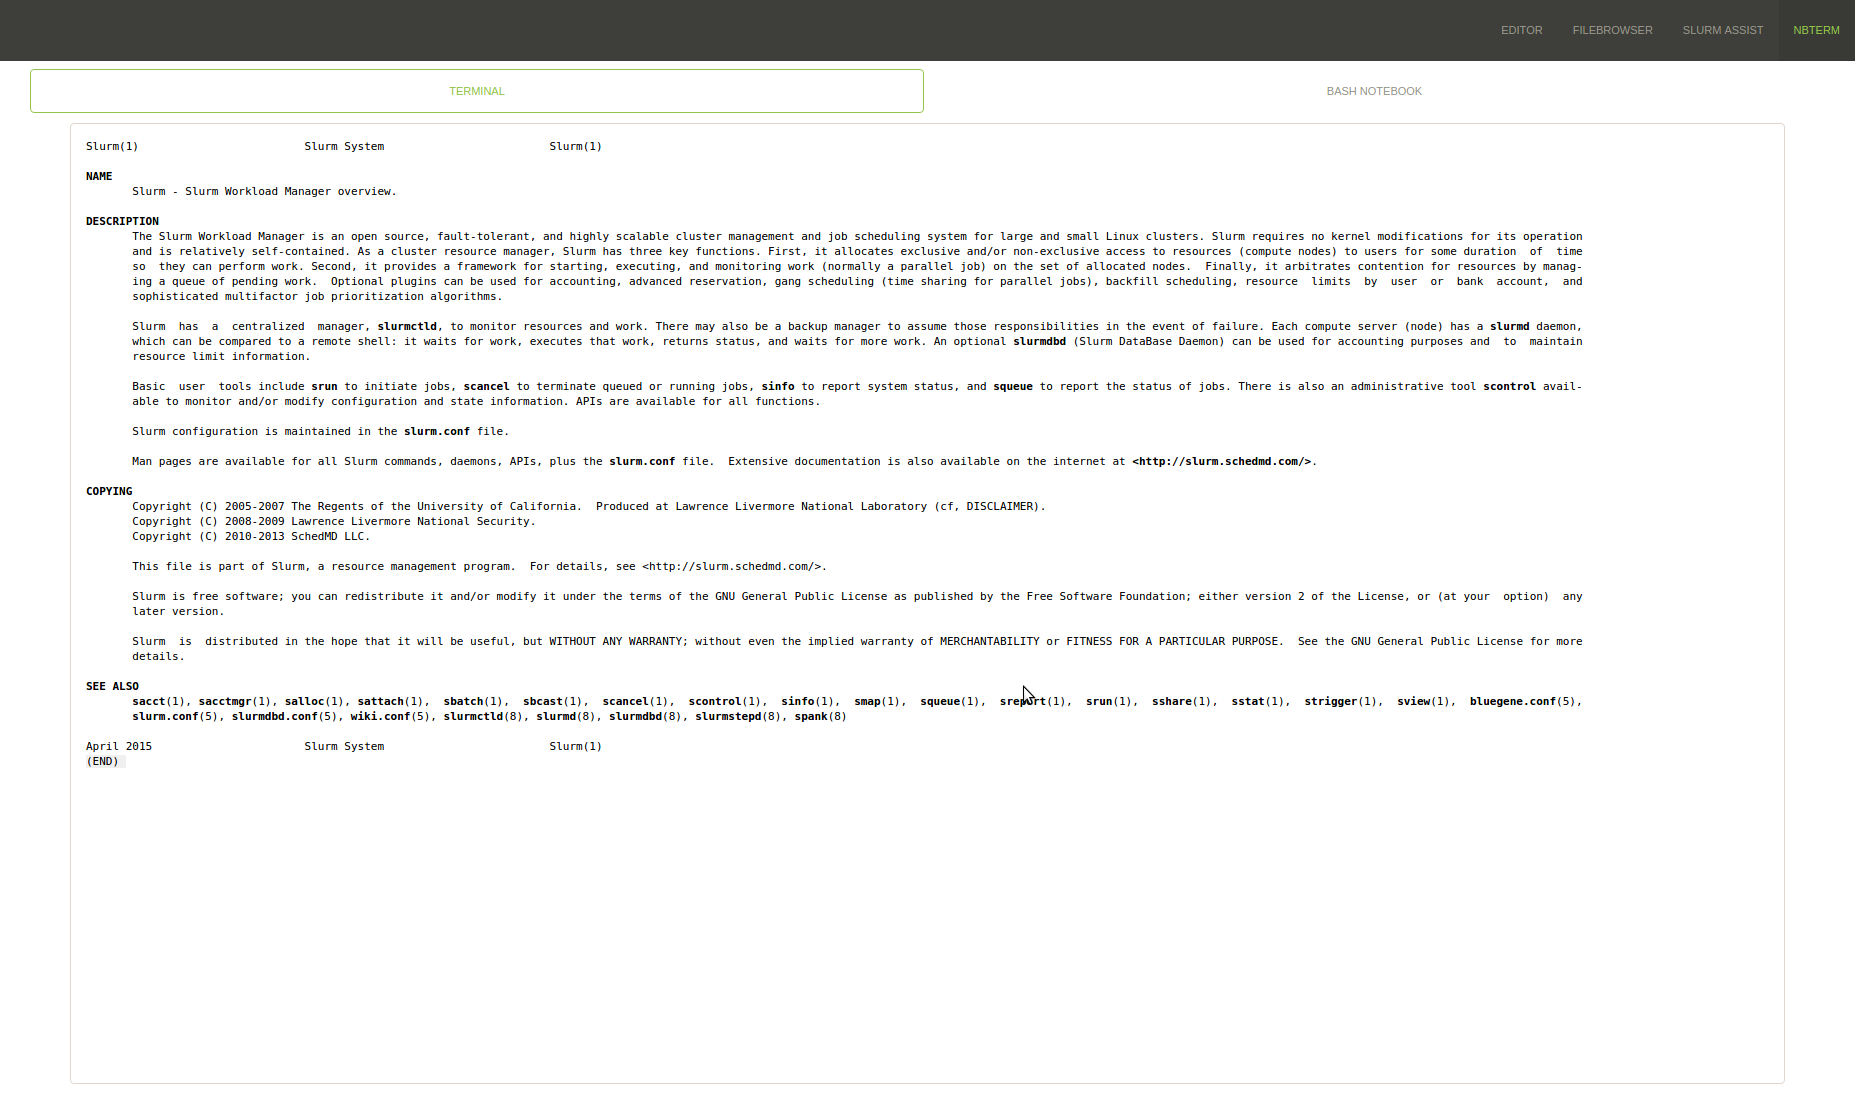 EDITOR FILEBROWSER SLURM ASSIST NBTERM
TERMINAL BASH NOTEBOOK
Slurm(1) Slurm System Slurm(1)
NAME
Slurm - Slurm Workload Manager overview.
DESCRIPTION
The Slurm Workload Manager is an open source, fault-tolerant, and highly scalable cluster management and job scheduling system for large and small Linux clusters. Slurm requires no kernel modifications for its operation
and is relatively self-contained. As a cluster resource manager, Slurm has three key functions. First, it allocates exclusive and/or non-exclusive access to resources (compute nodes) to users for some duration of time
so they can perform work. Second, it provides a framework for starting, executing, and monitoring work (normally a parallel job) on the set of allocated nodes. Finally, it arbitrates contention for resources by manag-
ing a queue of pending work. Optional plugins can be used for accounting, advanced reservation, gang scheduling (time sharing for parallel jobs), backfill scheduling, resource limits by user or bank account, and
sophisticated multifactor job prioritization algorithms.
Slurm has a centralized manager, slurmctld, to monitor resources and work. There may also be a backup manager to assume those responsibilities in the event of failure. Each compute server (node) has a slurmd daemon,
which can be compared to a remote shell: it waits for work, executes that work, returns status, and waits for more work. An optional slurmdbd (Slurm DataBase Daemon) can be used for accounting purposes and to maintain
resource limit information.
Basic user tools include srun to initiate jobs, scancel to terminate queued or running jobs, sinfo to report system status, and squeue to report the status of jobs. There is also an administrative tool scontrol avail-
able to monitor and/or modify configuration and state information. APIs are available for all functions.
Slurm configuration is maintained in the slurm.conf file.
Man pages are available for all Slurm commands, daemons, APIs, plus the slurm.conf file. Extensive documentation is also available on the internet at <http://slurm.schedmd.com/>.
COPYING
Copyright (C) 2005-2007 The Regents of the University of California. Produced at Lawrence Livermore National Laboratory (cf, DISCLAIMER).
Copyright (C) 2008-2009 Lawrence Livermore National Security.
Copyright (C) 2010-2013 SchedMD LLC.
This file is part of Slurm, a resource management program. For details, see <http://slurm.schedmd.com/>.
Slurm is free software; you can redistribute it and/or modify it under the terms of the GNU General Public License as published by the Free Software Foundation; either version 2 of the License, or (at your option) any
later version.
Slurm is distributed in the hope that it will be useful, but WITHOUT ANY WARRANTY; without even the implied warranty of MERCHANTABILITY or FITNESS FOR A PARTICULAR PURPOSE. See the GNU General Public License for more
details.
SEE ALSO
sacct(1), sacctmgr(1), salloc(1), sattach(1), sbatch(1), sbcast(1), scancel(1), scontrol(1), sinfo(1), smap(1), squeue(1), sreport(1), srun(1), sshare(1), sstat(1), strigger(1), sview(1), bluegene.conf(5),
slurm.conf(5), slurmdbd.conf(5), wiki.conf(5), slurmctld(8), slurmd(8), slurmdbd(8), slurmstepd(8), spank(8)
April 2015 Slurm System Slurm(1)
(END)